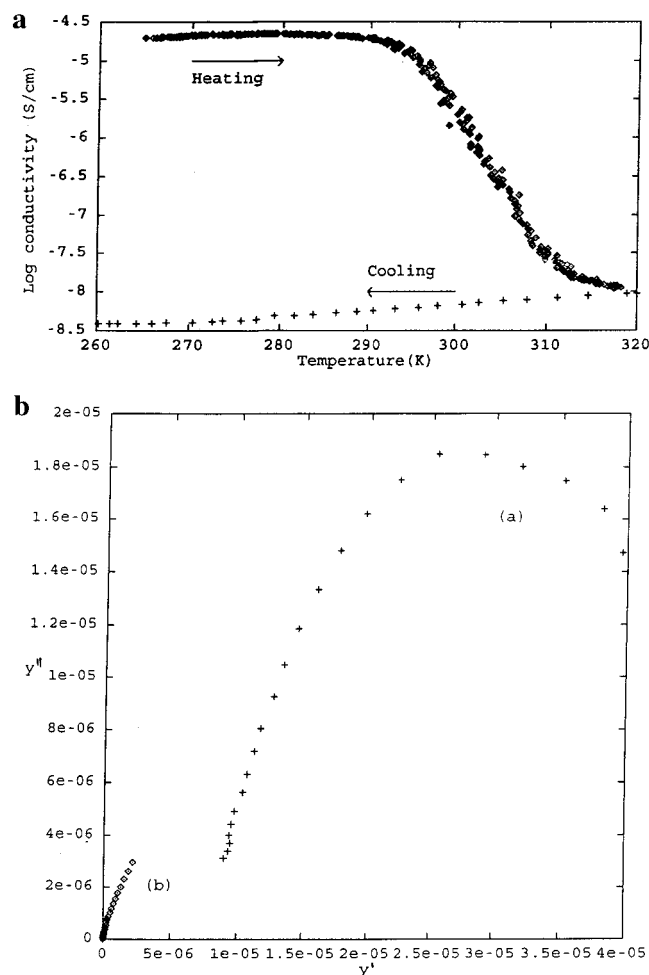 a
-4.5
-5
-5.5
-6
-6.5
-7
-7.5
-8
-8.5
Log conductivity (S/cm)
Heating
Cooling
260 270 280 290 300 310 320
Temperature(K)
b
2e-05
1.8e-05
1.6e-05
1.4e-05
1.2e-05
1e-05
8e-06
6e-06
4e-06
2e-06
0
y"
(a)
(b)
0 5e-06 1e-05 1.5e-05 2e-05 2.5e-05 3e-05 3.5e-05 4e-05
y'